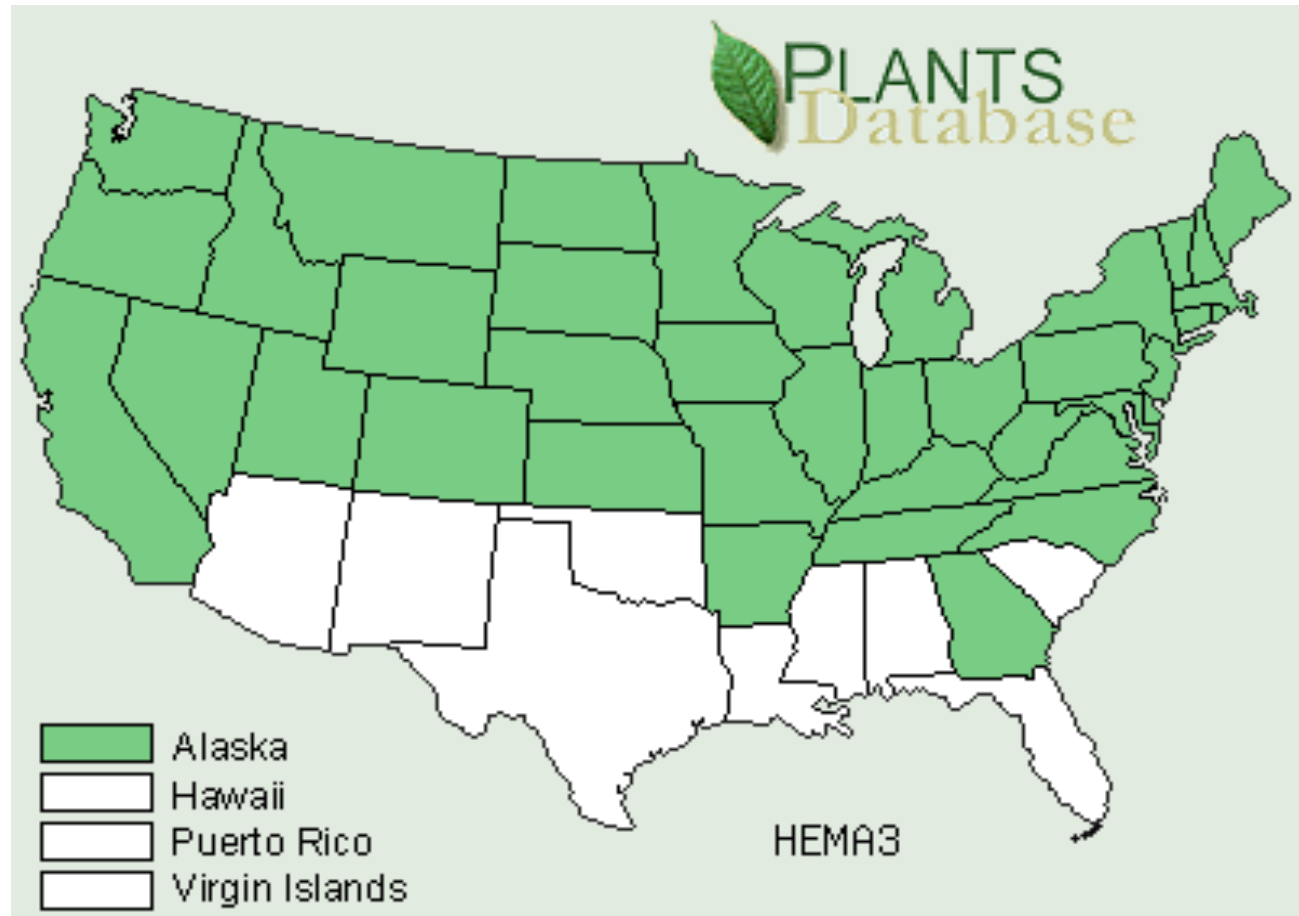 PLANTS
Database
Alaska
Hawaii
Puerto Rico
Virgin Islands
HEMA3